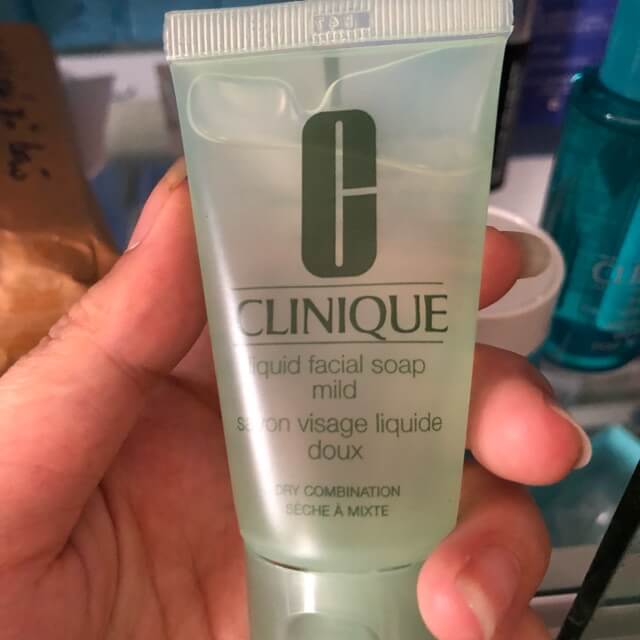 C
CLINIQUE
liquid facial soap
mild
savon visage liquide
doux
DRY COMBINATION
SÈCHE À MIXTE